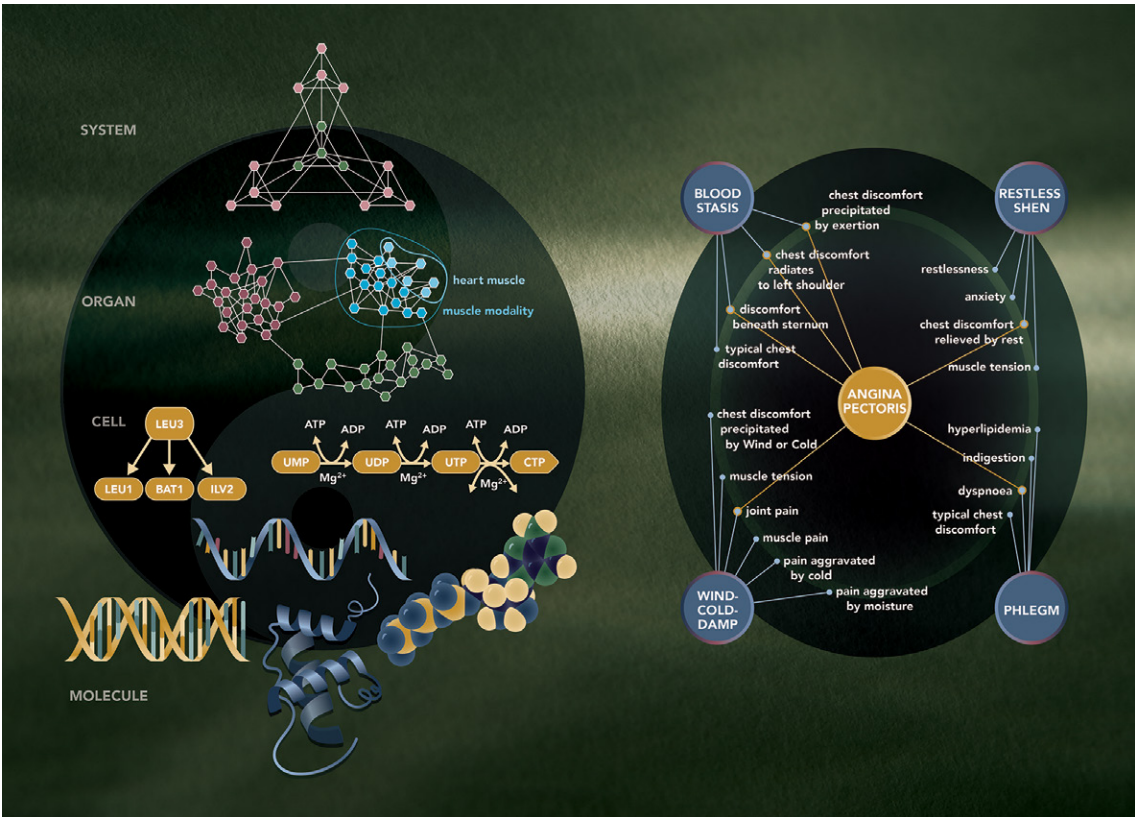 SYSTEM
ORGAN
heart muscle
muscle modality
CELL
LEU3
LEU1
BAT1
ILV2
ATP
ADP
ATP
ADP
ATP
ADP
UMP
UDP
UTP
CTP
Mg2+
Mg2+
Mg2+
MOLECULE
BLOOD
STASIS
chest discomfort
precipitated
by exertion
chest discomfort
radiates
to left shoulder
discomfort
beneath sternum
typical chest
discomfort
RESTLESS
SHEN
restlessness
anxiety
chest discomfort
relieved by rest
muscle tension
ANGINA
PECTORIS
chest discomfort
precipitated
by Wind or Cold
muscle tension
joint pain
muscle pain
pain aggravated
by cold
pain aggravated
by moisture
WIND-
COLD-
DAMP
hyperlipidemia
indigestion
dyspnoea
typical chest
discomfort
PHLEGM